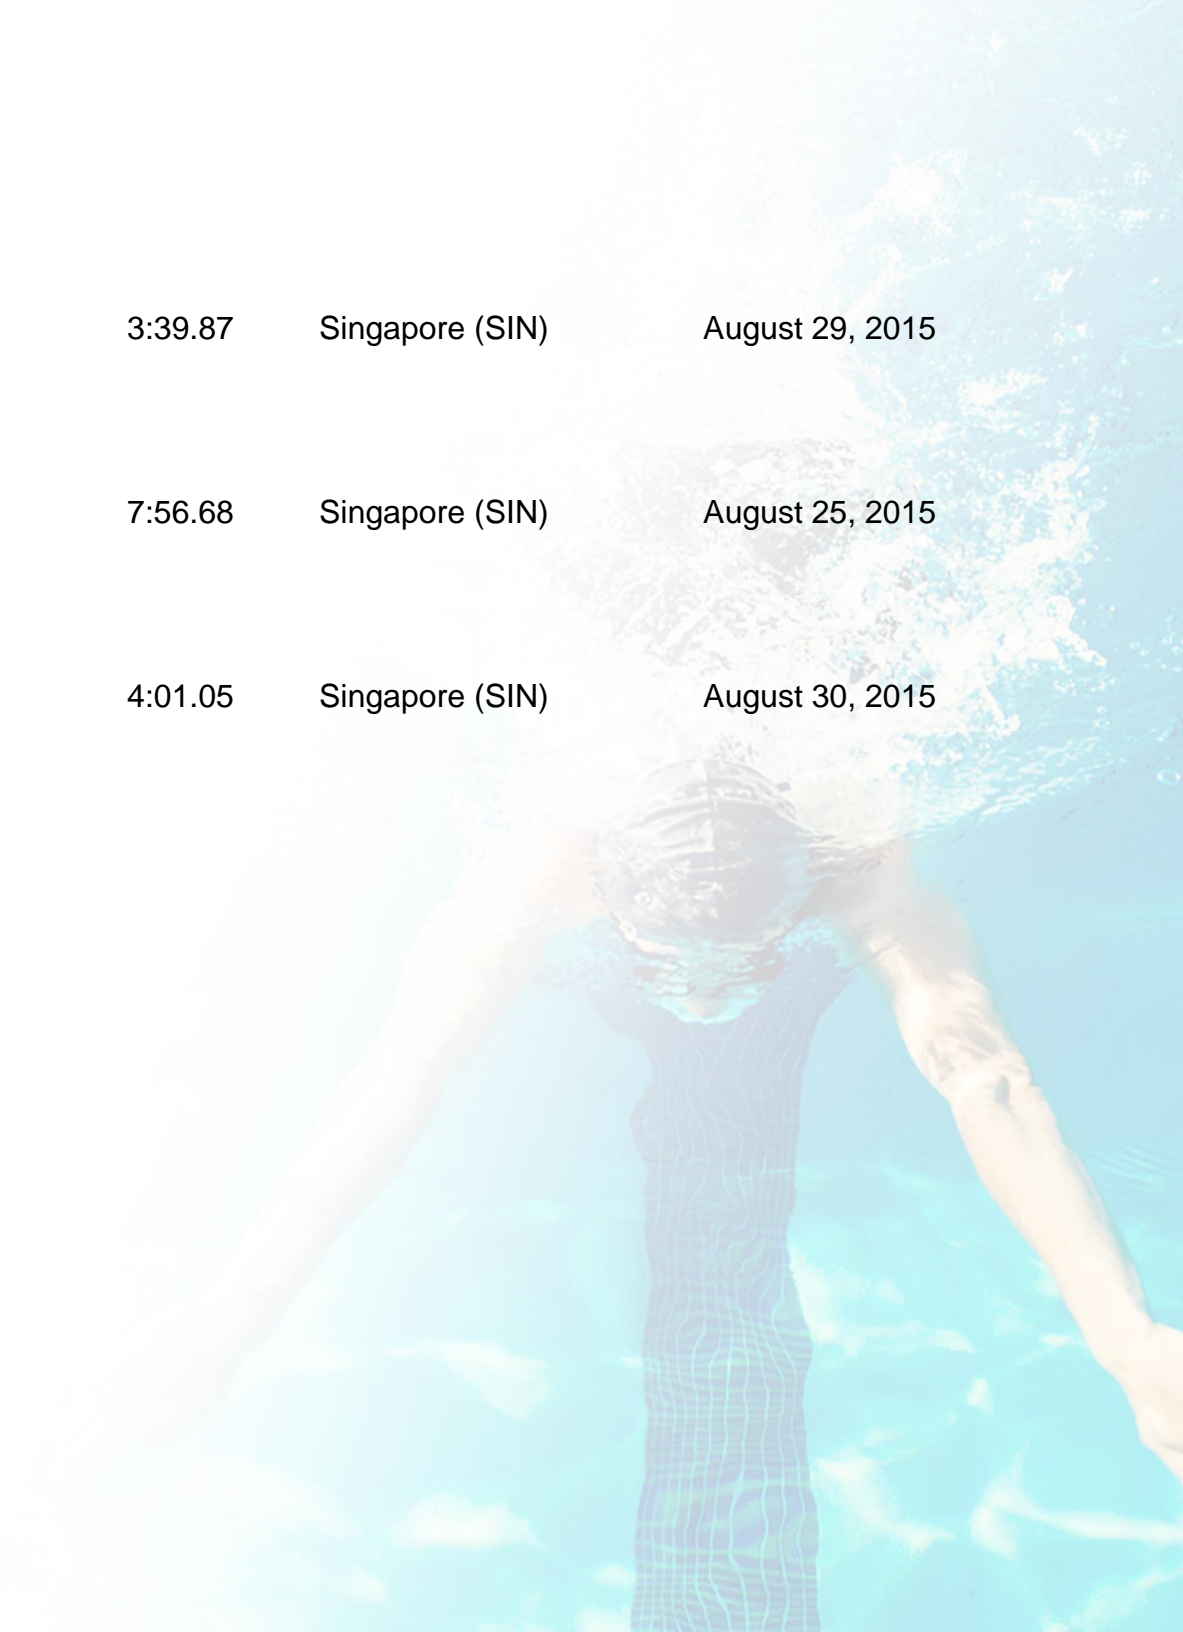 3:39.87 Singapore (SIN) August 29, 2015
7:56.68 Singapore (SIN) August 25, 2015
4:01.05 Singapore (SIN) August 30, 2015